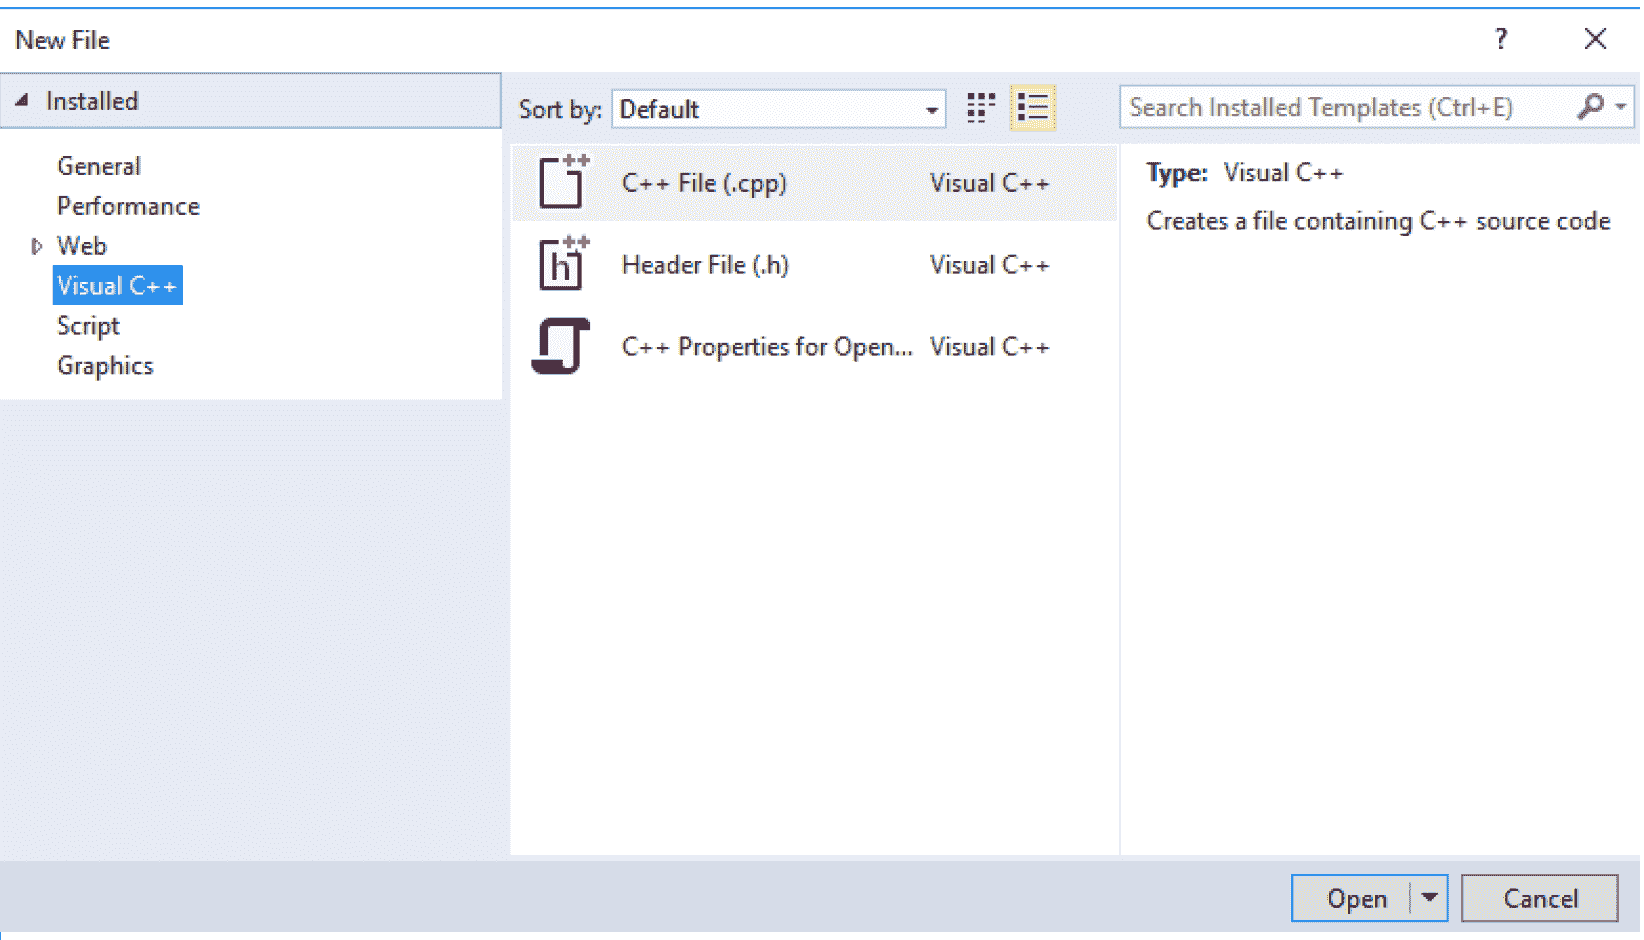 New File
?
Installed
General
Performance
Web
Visual C++
Script
Graphics
Sort by: Default
C++ File (.cpp) Visual C++
Header File (.h) Visual C++
C++ Properties for Open... Visual C++
Search Installed Templates (Ctrl+E)
Type: Visual C++
Creates a file containing C++ source code
Open
Cancel